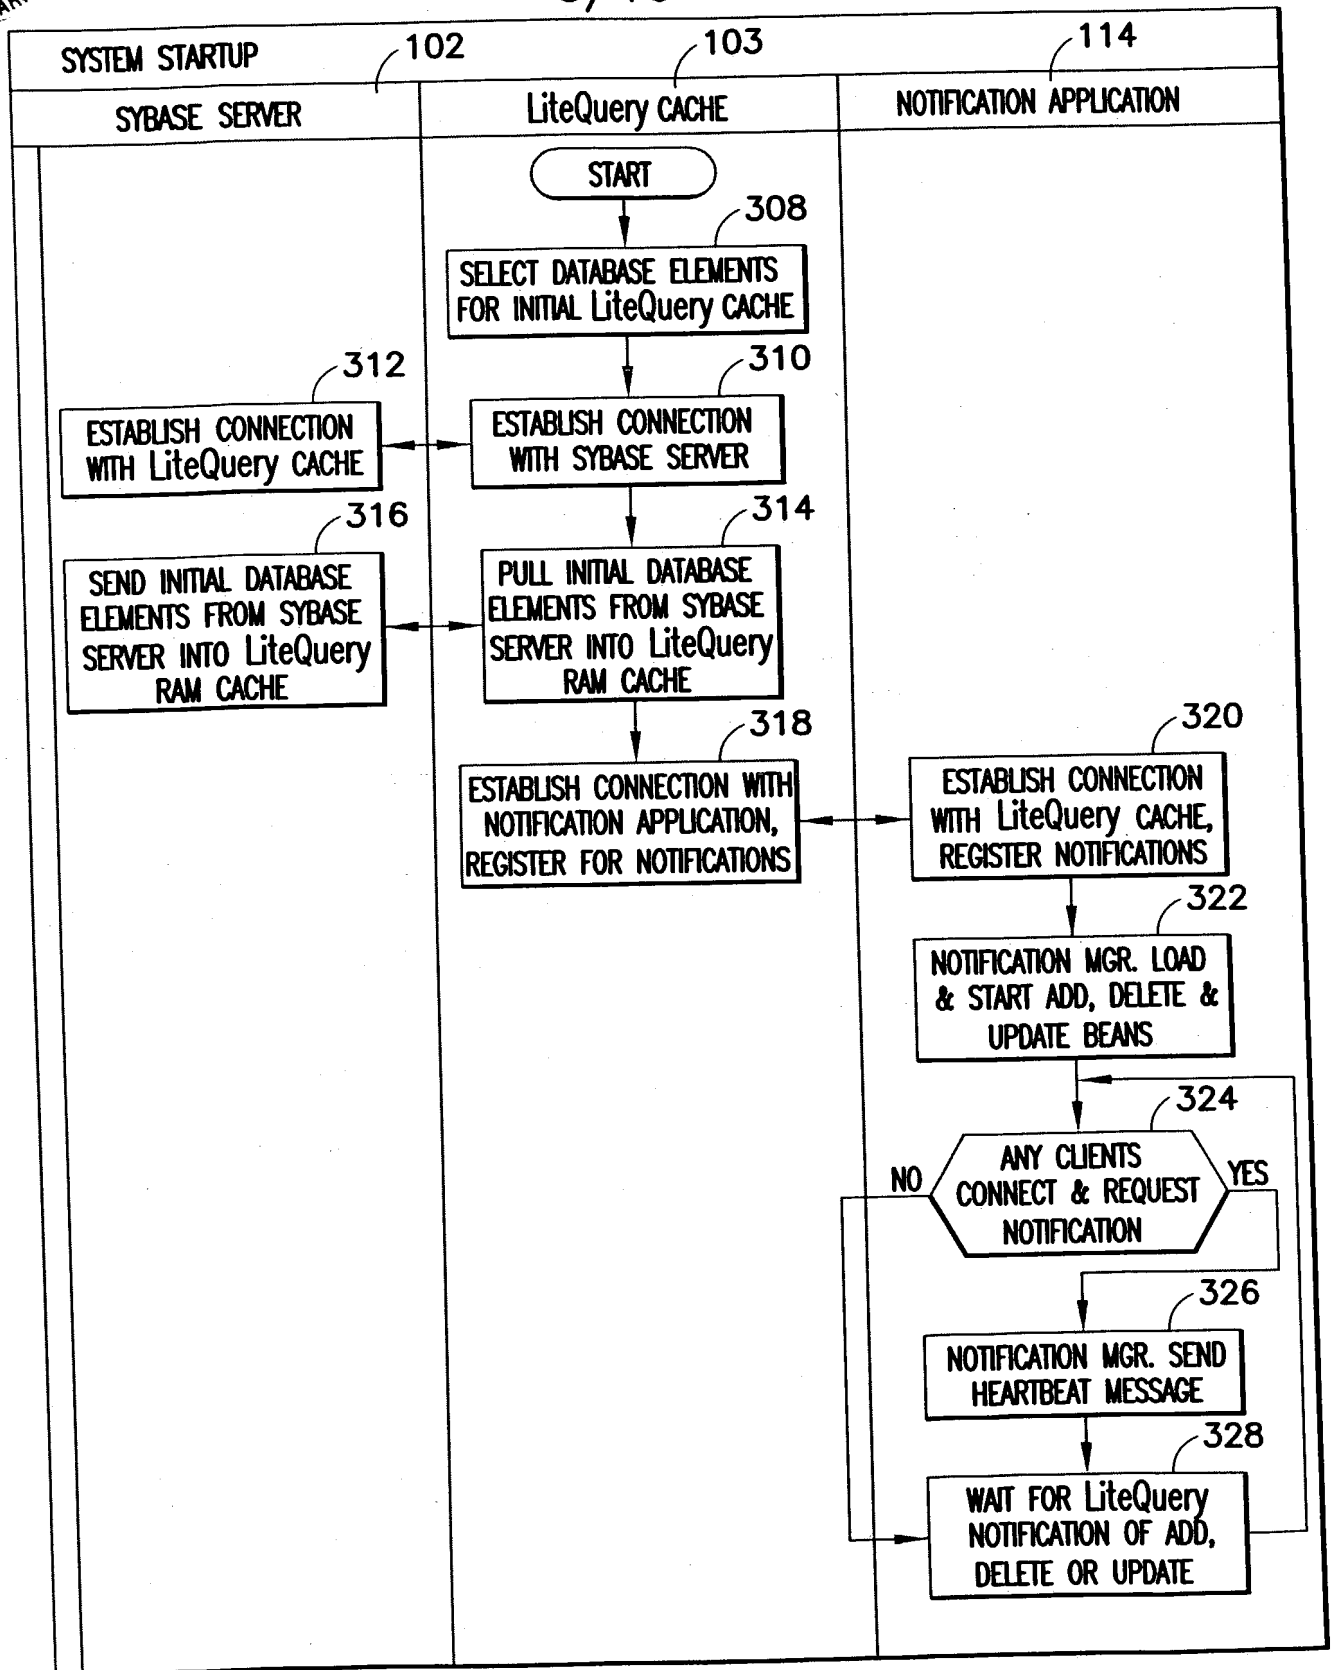 SYSTEM STARTUP
102
103
114
SYBASE SERVER
LiteQuery CACHE
NOTIFICATION APPLICATION
START
308
SELECT DATABASE ELEMENTS
FOR INITIAL LiteQuery CACHE
312
310
ESTABLISH CONNECTION
WITH LiteQuery CACHE
ESTABLISH CONNECTION
WITH SYBASE SERVER
316
314
SEND INITIAL DATABASE
ELEMENTS FROM SYBASE
SERVER INTO LiteQuery
RAM CACHE
PULL INITIAL DATABASE
ELEMENTS FROM SYBASE
SERVER INTO LiteQuery
RAM CACHE
318
320
ESTABLISH CONNECTION WITH
NOTIFICATION APPLICATION,
REGISTER FOR NOTIFICATIONS
ESTABLISH CONNECTION
WITH LiteQuery CACHE,
REGISTER NOTIFICATIONS
322
NOTIFICATION MGR. LOAD
& START ADD, DELETE &
UPDATE BEANS
324
NO
ANY CLIENTS
CONNECT & REQUEST
NOTIFICATION
YES
326
NOTIFICATION MGR. SEND
HEARTBEAT MESSAGE
328
WAIT FOR LiteQuery
NOTIFICATION OF ADD,
DELETE OR UPDATE